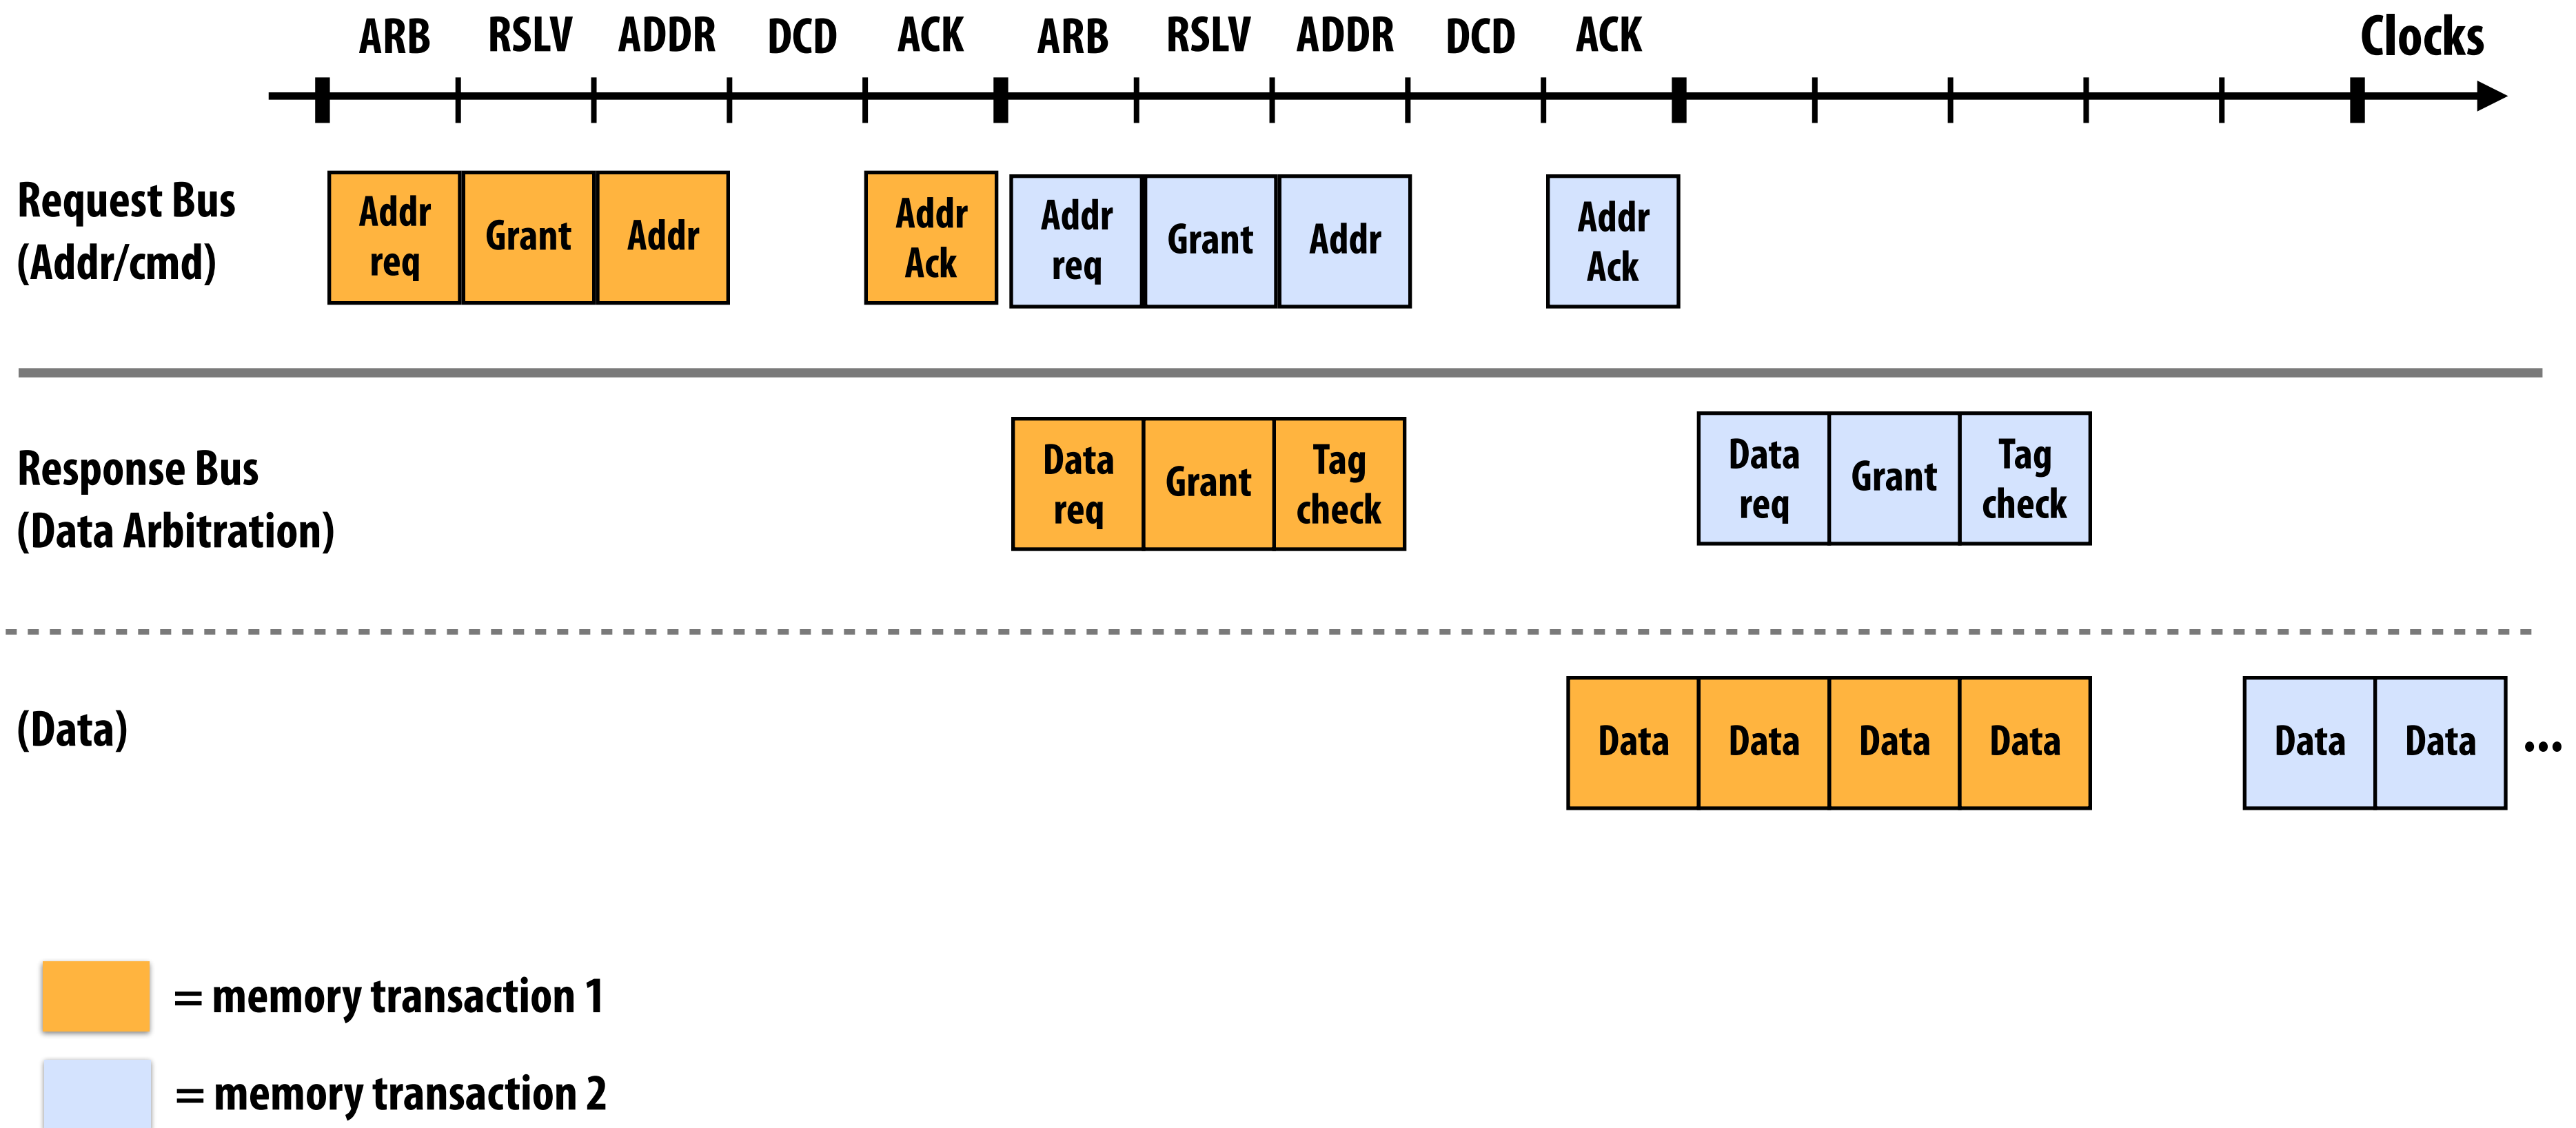 ARB RSLV ADDR DCD ACK ARB RSLV ADDR DCD ACK Clocks
Request Bus
(Addr/cmd)
Addr
req
Grant
Addr
Addr
Ack
Addr
req
Grant
Addr
Addr
Ack
Response Bus
(Data Arbitration)
Data
req
Grant
Tag
check
Data
req
Grant
Tag
check
(Data)
Data Data Data Data Data Data ...
= memory transaction 1
= memory transaction 2